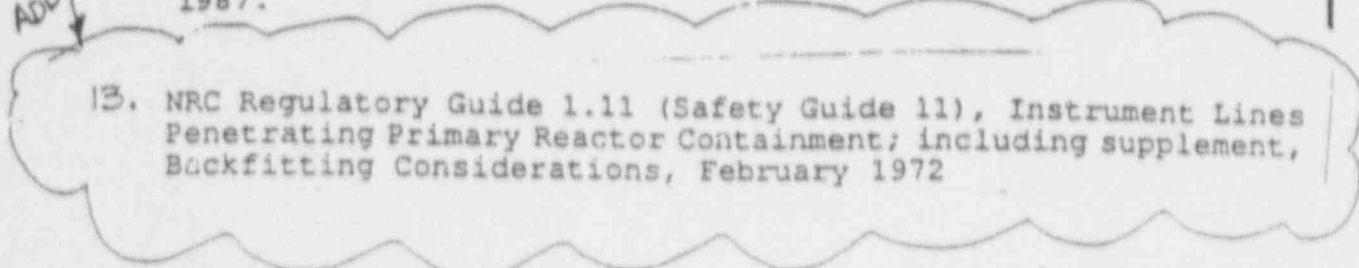 ADD
1987.
13. NRC Regulatory Guide 1.11 (Safety Guide 11), Instrument Lines
Penetrating Primary Reactor Containment; including supplement,
Backfitting Considerations, February 1972